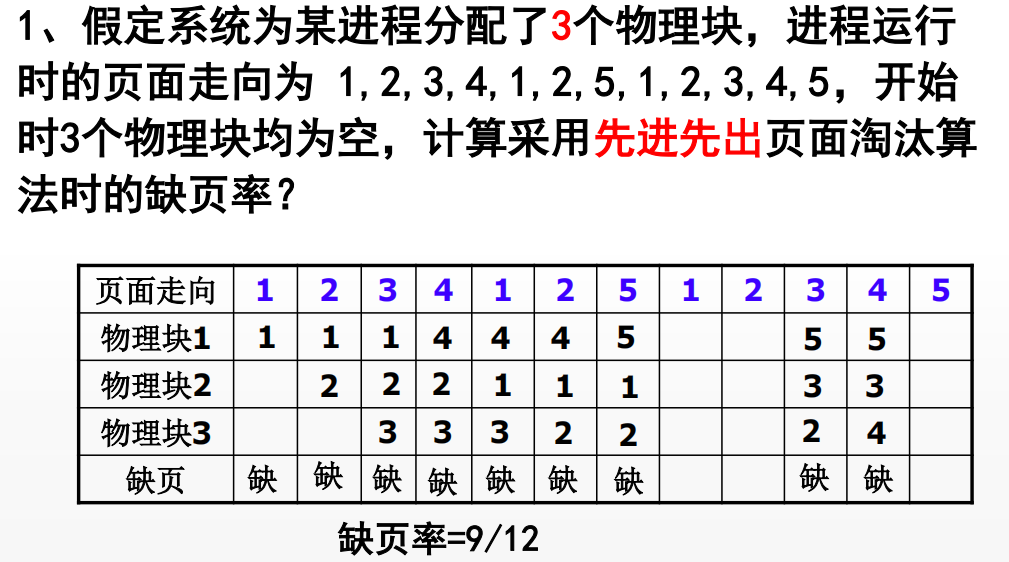 1、假定系统为某进程分配了3个物理块，进程运行
时的页面走向为 1,2,3,4,1,2,5,1,2,3,4,5，开始
时3个物理块均为空，计算采用先进先出页面淘汰算
法时的缺页率？
页面走向 1 2 3 4 1 2 5 1 2 3 4 5
物理块1 1 1 1 4 4 4 5 5 5
物理块2 2 2 2 1 1 1 3 3
物理块3 3 3 3 2 2 2 4
缺页 缺 缺 缺 缺 缺 缺 缺 缺 缺
缺页率=9/12